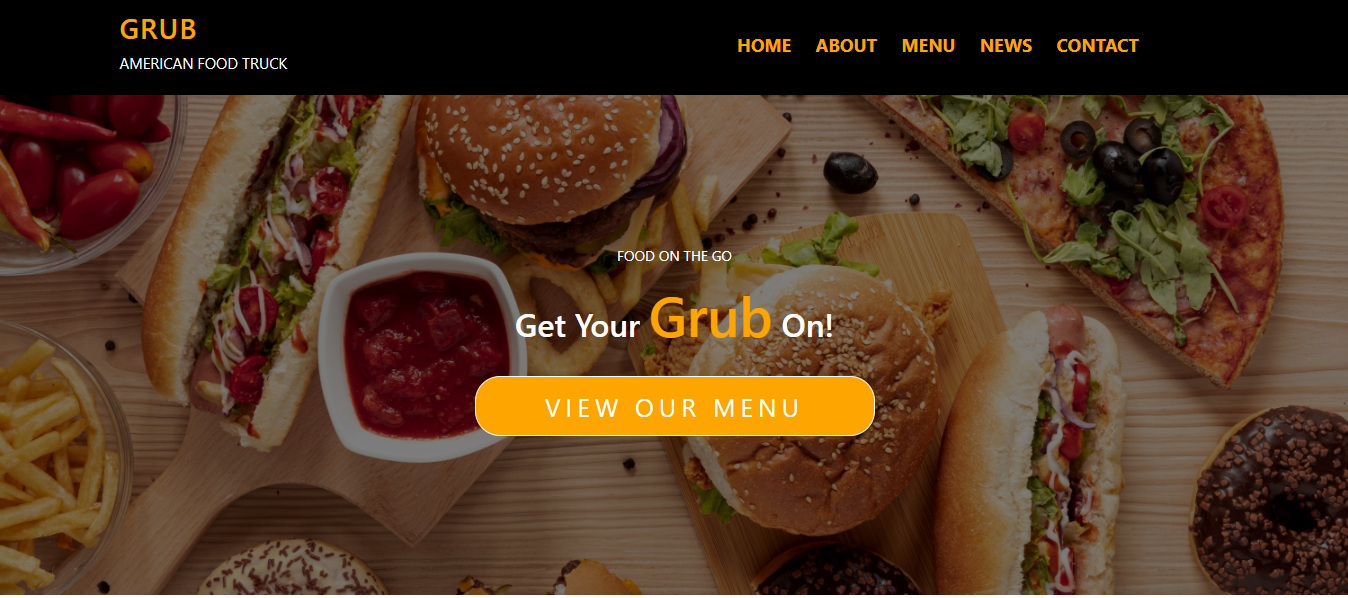 GRUB
AMERICAN FOOD TRUCK
HOME ABOUT MENU NEWS CONTACT
FOOD ON THE GO
Get Your Grub On!
VIEW OUR MENU